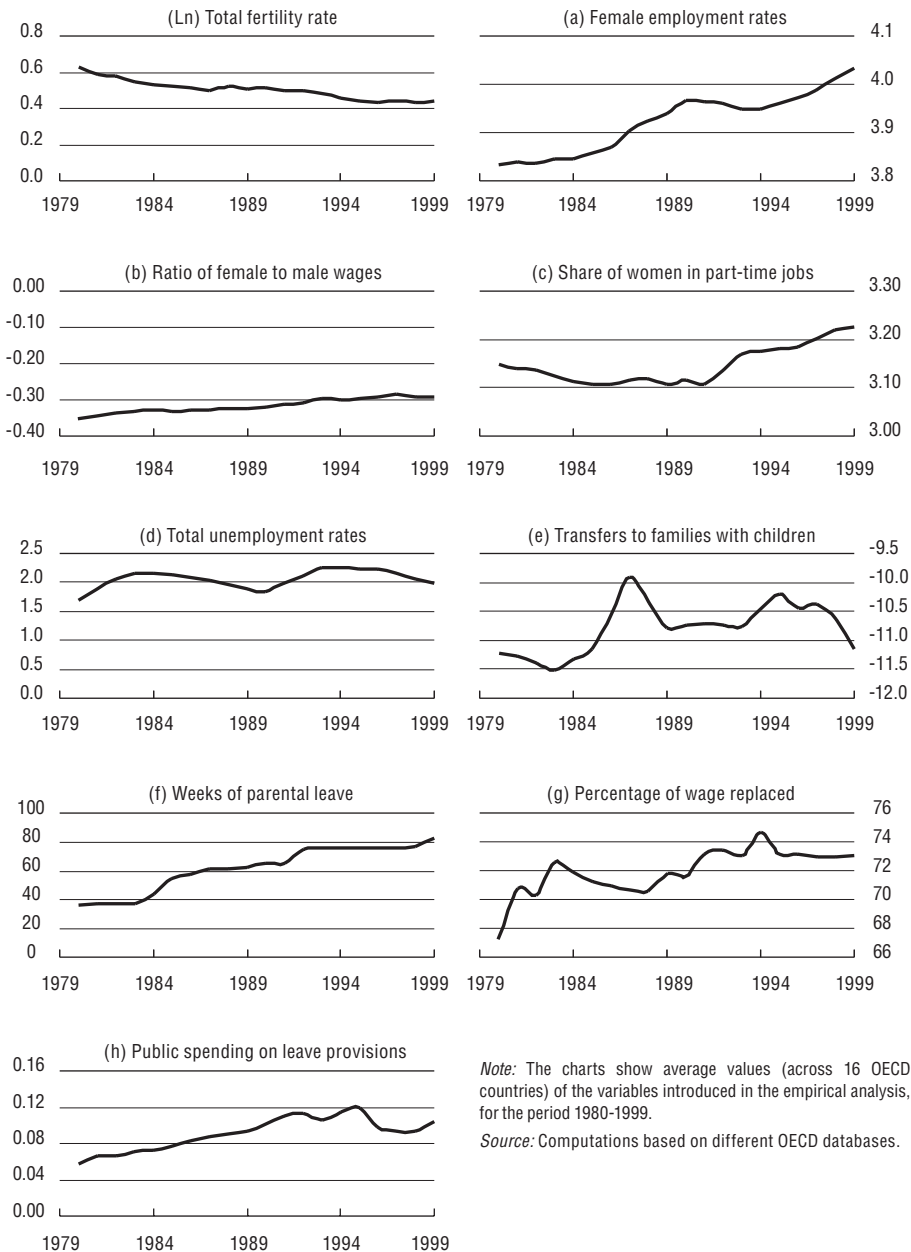 (Ln) Total fertility rate
0.8
0.6
0.4
0.2
0.0
1979 1984 1989 1994 1999
(a) Female employment rates
4.1
4.0
3.9
3.8
1979 1984 1989 1994 1999
(b) Ratio of female to male wages
0.00
-0.10
-0.20
-0.30
-0.40
1979 1984 1989 1994 1999
(c) Share of women in part-time jobs
3.30
3.20
3.10
3.00
1979 1984 1989 1994 1999
(d) Total unemployment rates
2.5
2.0
1.5
1.0
0.5
0.0
1979 1984 1989 1994 1999
(e) Transfers to families with children
-9.5
-10.0
-10.5
-11.0
-11.5
-12.0
1979 1984 1989 1994 1999
(f) Weeks of parental leave
100
80
60
40
20
0
1979 1984 1989 1994 1999
(g) Percentage of wage replaced
76
74
72
70
68
66
1979 1984 1989 1994 1999
(h) Public spending on leave provisions
0.16
0.12
0.08
0.04
0.00
1979 1984 1989 1994 1999
Note: The charts show average values (across 16 OECD
countries) of the variables introduced in the empirical analysis,
for the period 1980-1999.
Source: Computations based on different OECD databases.